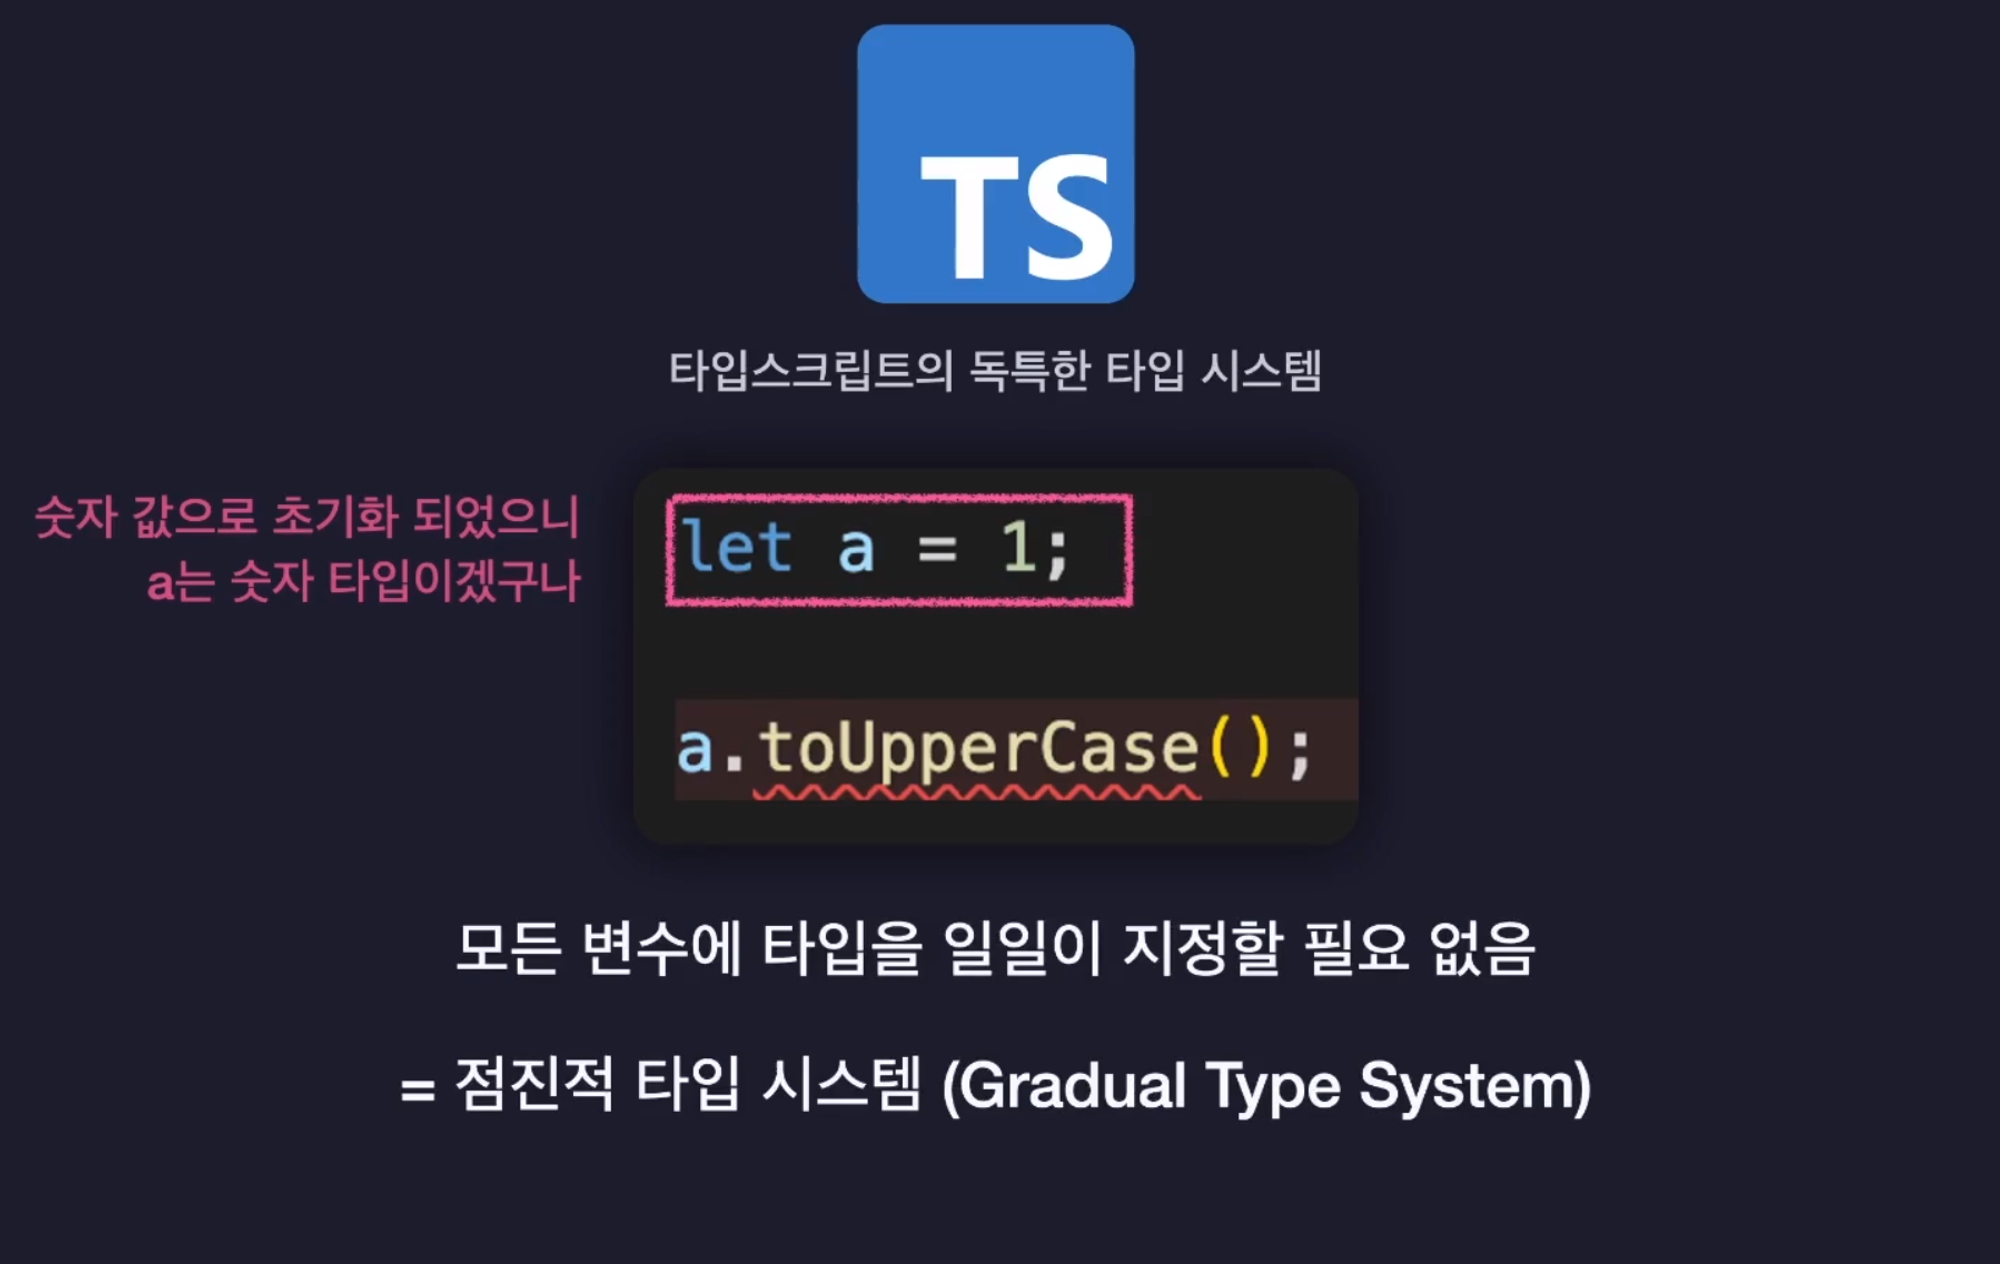 TS
타입스크립트의 독특한 타입 시스템
숫자 값으로 초기화 되었으니
a는 숫자 타입이겠구나
let a = 1;
a.toUpperCase();
모든 변수에 타입을 일일이 지정할 필요 없음
= 점진적 타입 시스템 (Gradual Type System)